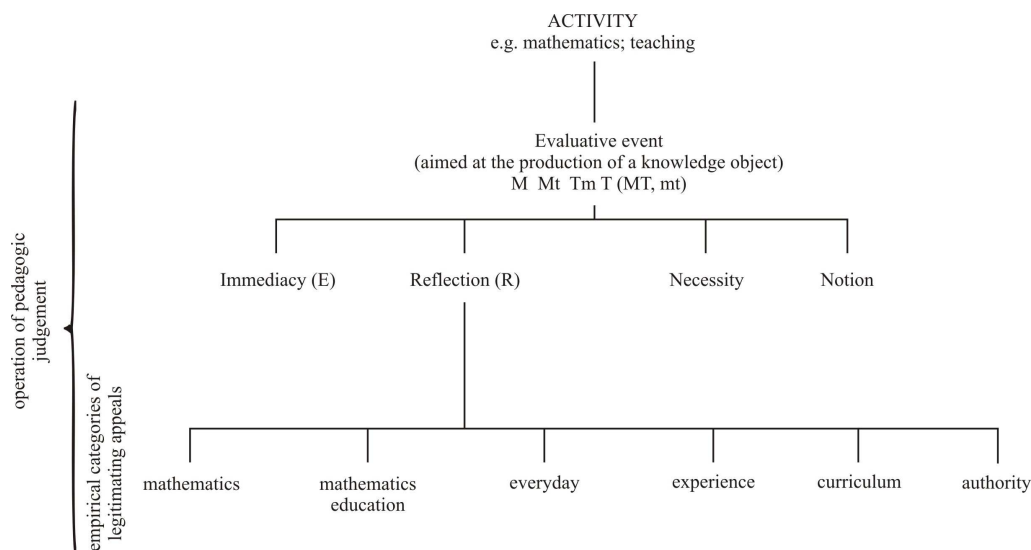 ACTIVITY
e.g. mathematics; teaching
Evaluative event
(aimed at the production of a knowledge object)
M Mt Tm T (MT, mt)
Immediacy (E)
Reflection (R)
Necessity
Notion
operation of pedagogic
judgement
empirical categories of
legitimating appeals
mathematics
mathematics
education
everyday
experience
curriculum
authority